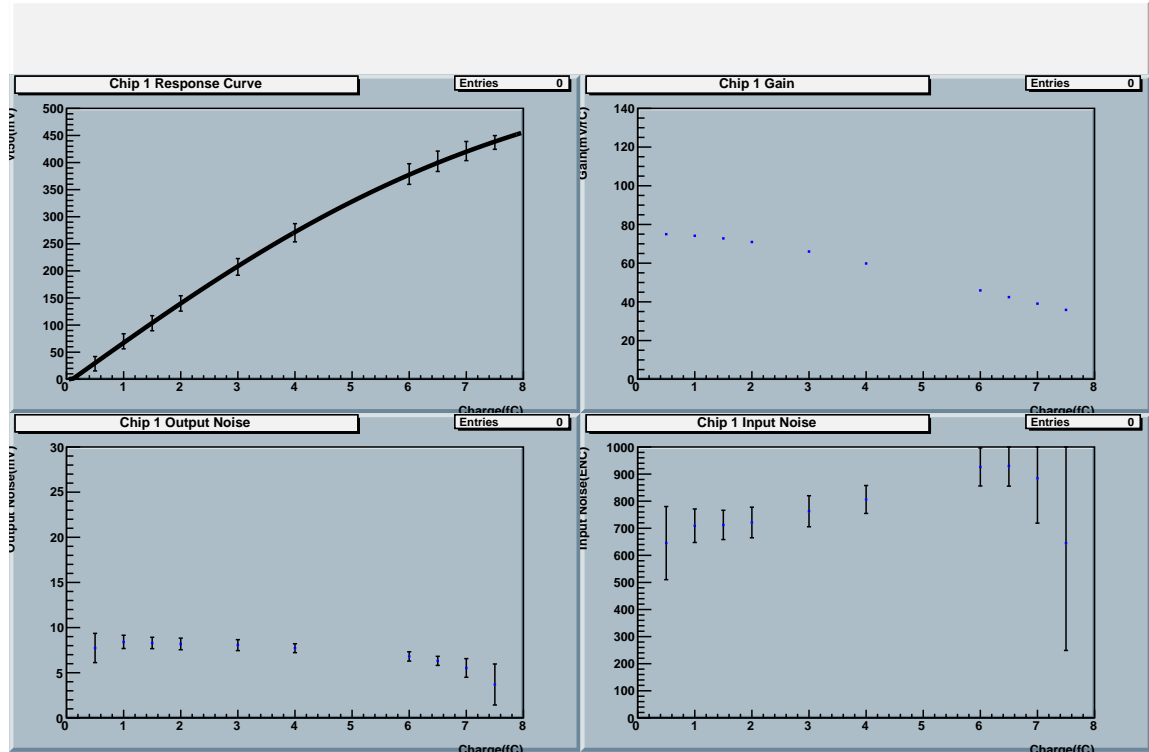 Chip 1 Response Curve
Entries 0
500
450
400
350
300
250
200
150
100
50
0
0 1 2 3 4 5 6 7 8
Charge(fC)
Chip 1 Gain
Entries 0
Gain(mV/fC)
140
120
100
80
60
40
20
0
0 1 2 3 4 5 6 7 8
Charge(fC)
Chip 1 Output Noise
Entries 0
Output Noise(mV)
30
25
20
15
10
5
0
0 1 2 3 4 5 6 7 8
Charge(fC)
Chip 1 Input Noise
Entries 0
Input Noise(ENC)
1000
900
800
700
600
500
400
300
200
100
0
0 1 2 3 4 5 6 7 8
Charge(fC)